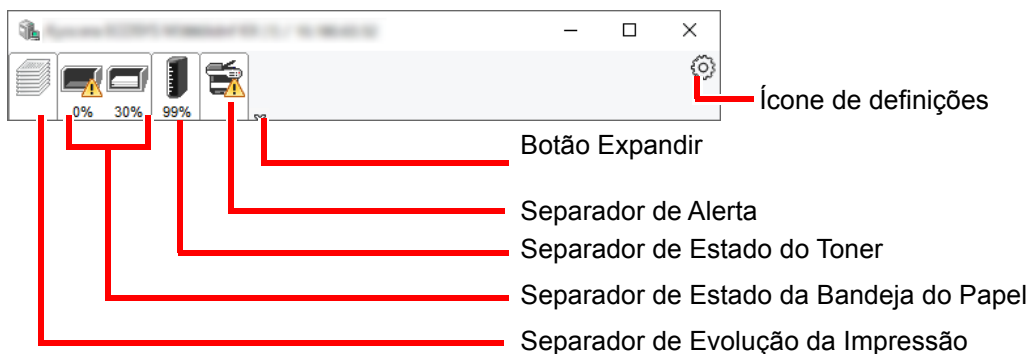 0% 30% 99%
Ícone de definições
Botão Expandir
Separador de Alerta
Separador de Estado do Toner
Separador de Estado da Bandeja do Papel
Separador de Evolução da Impressão